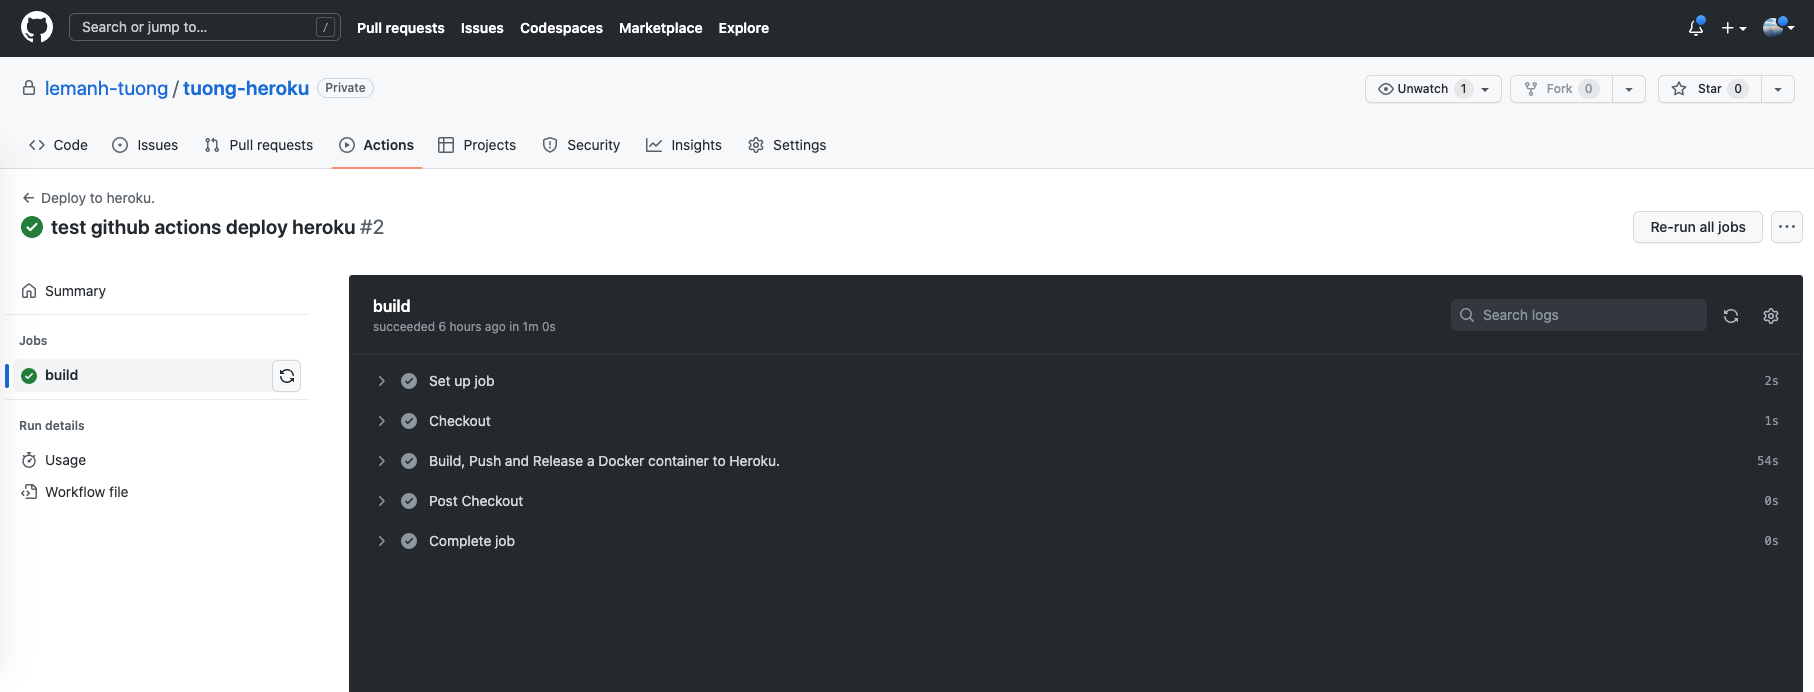 Search or jump to... /
Pull requests Issues Codespaces Marketplace Explore
lemanh-tuong / tuong-heroku Private
Unwatch 1 Fork 0 Star 0
Code Issues Pull requests Actions Projects Security Insights Settings
Deploy to heroku.
test github actions deploy heroku #2
Re-run all jobs
Summary
Jobs
build
Run details
Usage
Workflow file
build
succeeded 6 hours ago in 1m 0s
Search logs
Set up job 2s
Checkout 1s
Build, Push and Release a Docker container to Heroku. 54s
Post Checkout 0s
Complete job 0s